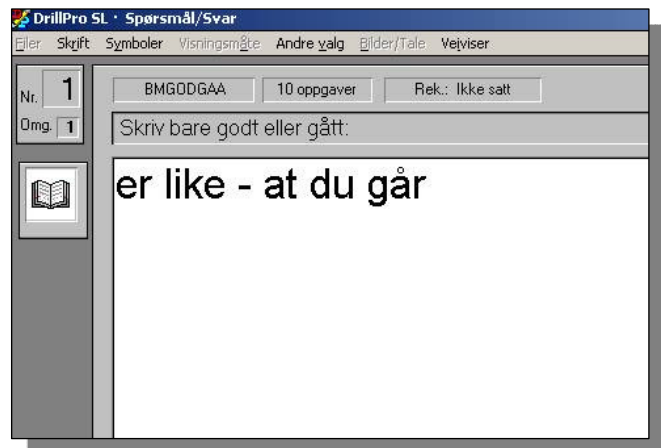 DrillPro SL · Spørsmål/Svar
Filer Skrift Symboler Visningsmåte Andre valg Bilder/Tale Veiviser
Nr. 1
BMGODGAA 10 oppgaver Rek.: Ikke satt
Omg. 1
Skriv bare godt eller gått:
er like - at du går